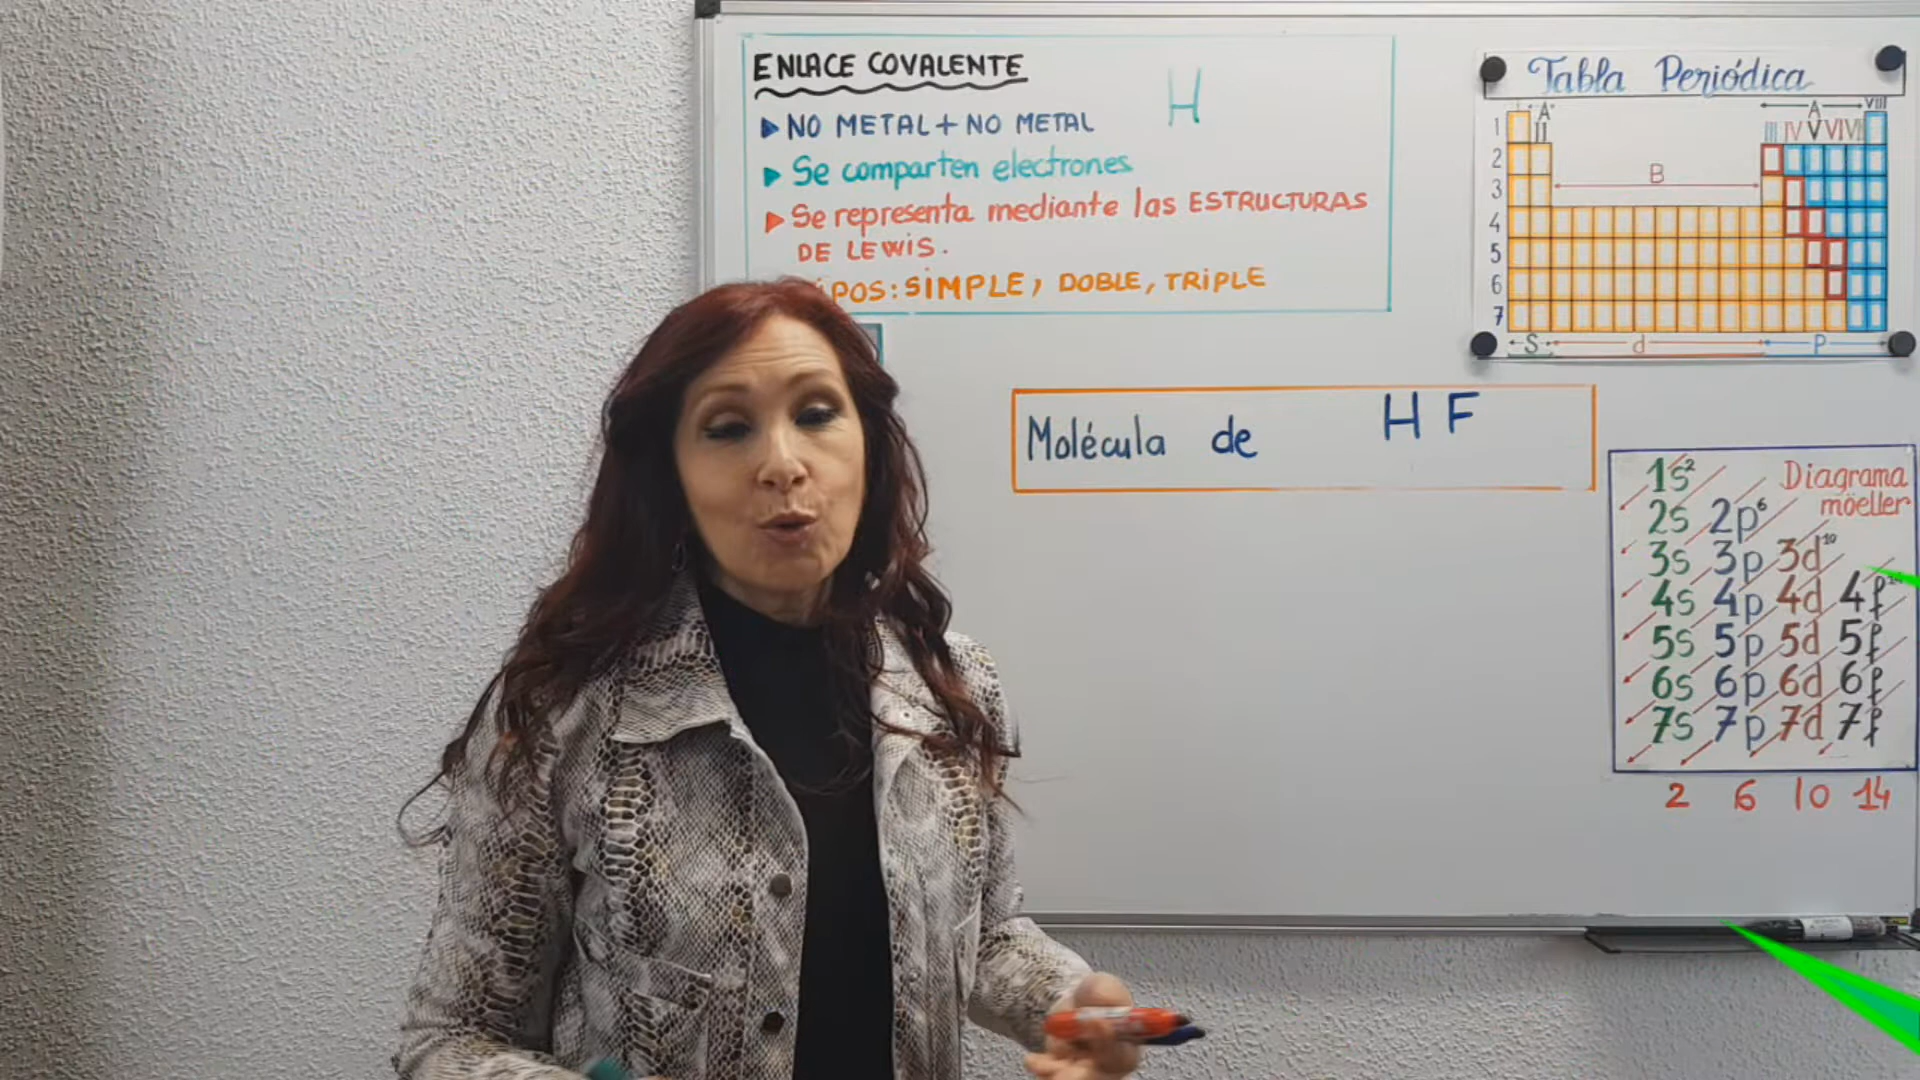 ENLACE COVALENTE
H
▶ NO METAL + NO METAL
▶ Se comparten electrones
▶ Se representa mediante las ESTRUCTURAS
DE LEWIS.
POS: SIMPLE, DOBLE, TRIPLE
Tabla Periódica
A A VIII
II III IV V VI VII
1
2
B
3
4
5
6
7
S d P
Molécula de H F
Diagrama
möeller
1s²
2s 2p⁶
3s 3p 3d¹⁰
4s 4p 4d 4f¹⁴
5s 5p 5d 5f
6s 6p 6d 6f
7s 7p 7d 7f
2 6 10 14